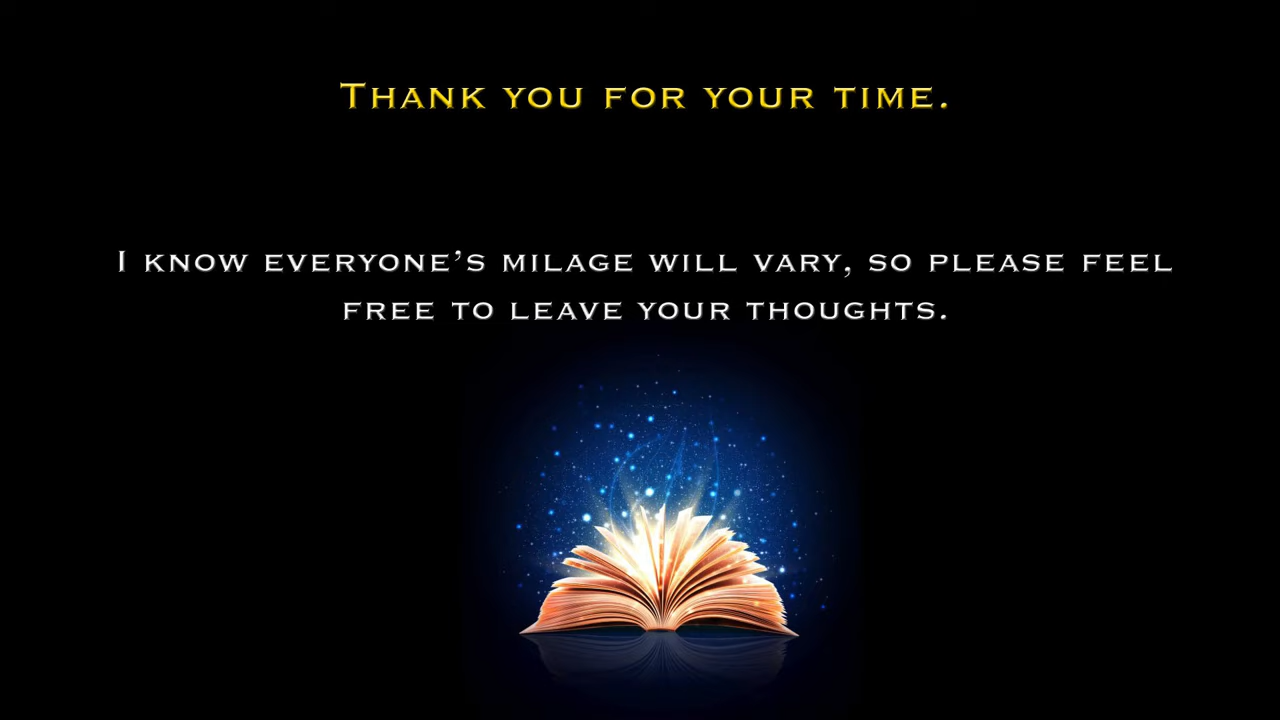 Thank you for your time.
I know everyone’s milage will vary, so please feel
free to leave your thoughts.